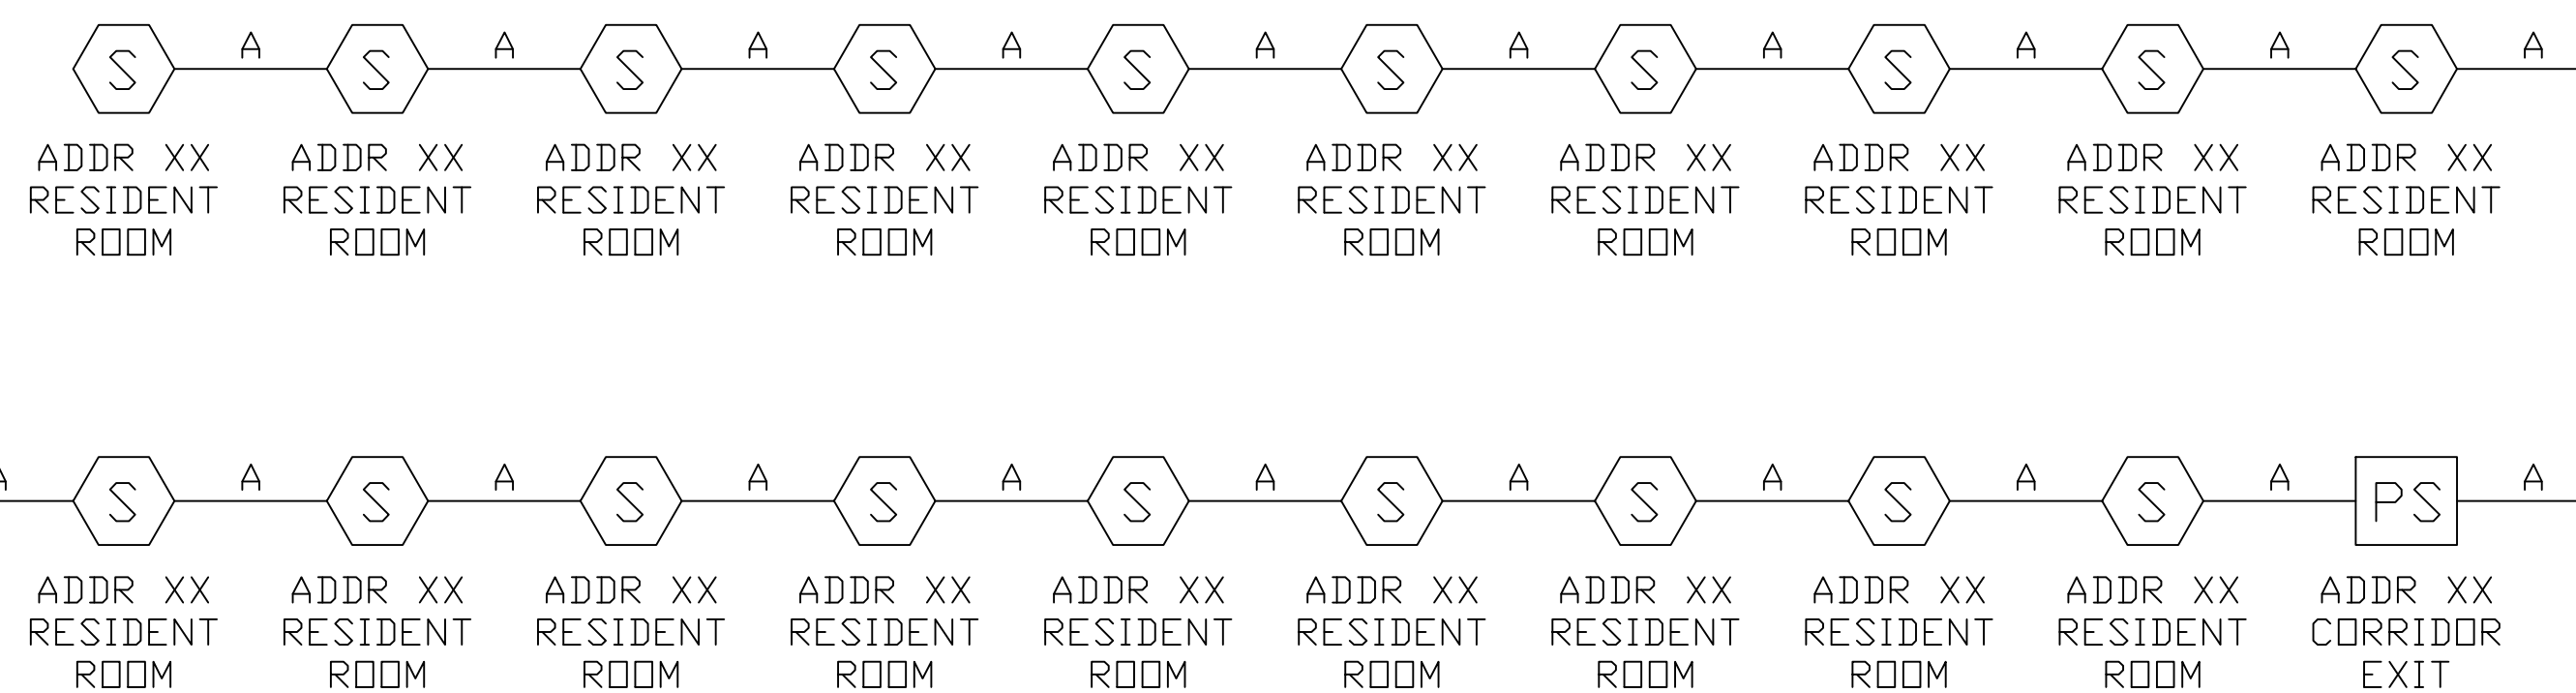 A A A A A A A A A A
S S S S S S S S S S
ADDR XX ADDR XX ADDR XX ADDR XX ADDR XX ADDR XX ADDR XX ADDR XX ADDR XX ADDR XX
RESIDENT RESIDENT RESIDENT RESIDENT RESIDENT RESIDENT RESIDENT RESIDENT RESIDENT RESIDENT
ROOM ROOM ROOM ROOM ROOM ROOM ROOM ROOM ROOM ROOM
A A A A A A A A A A A
S S S S S S S S S PS
ADDR XX ADDR XX ADDR XX ADDR XX ADDR XX ADDR XX ADDR XX ADDR XX ADDR XX ADDR XX
RESIDENT RESIDENT RESIDENT RESIDENT RESIDENT RESIDENT RESIDENT RESIDENT RESIDENT CORRIDOR
ROOM ROOM ROOM ROOM ROOM ROOM ROOM ROOM ROOM EXIT